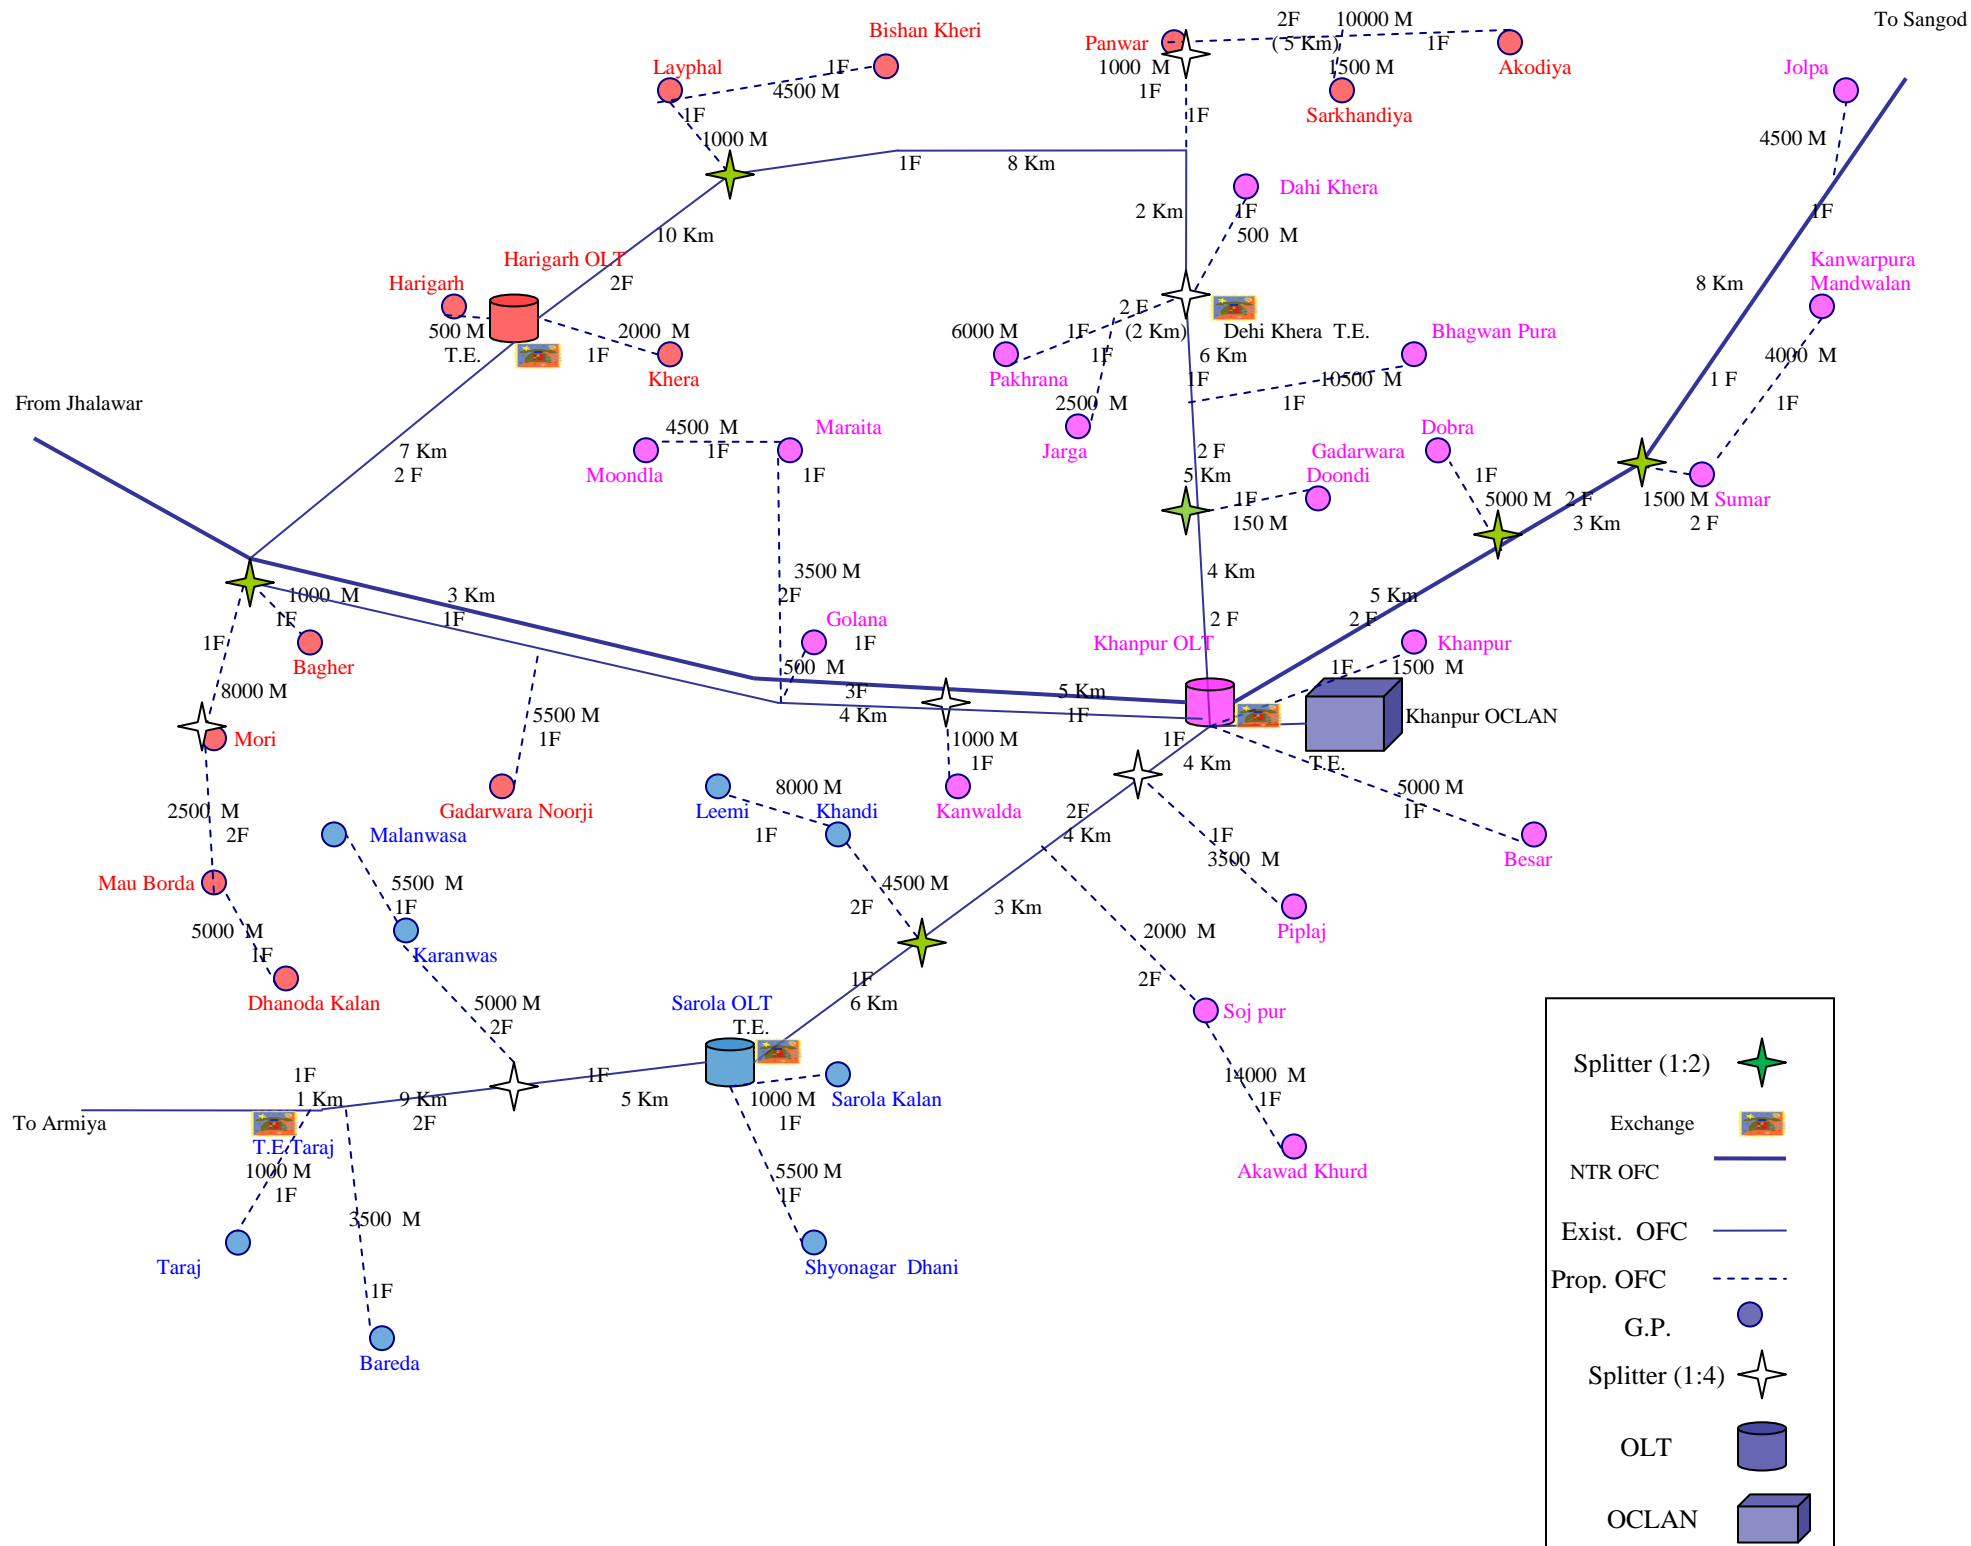 2F 10000 M
To Sangod
Bishan Kheri
Panwar
( 5 Km)
1F
Layphal
1F
1000 M
1500 M
Akodiya
Jolpa
4500 M
1F
1F
1F
Sarkhandiya
1000 M
4500 M
1F
8 Km
Dahi Khera
2 Km
1F
1F
10 Km
500 M
Harigarh OLT
Kanwarpura
Mandwalan
Harigarh
2F
8 Km
2 F
500 M
2000 M
6000 M
1F
(2 Km)
Dehi Khera T.E.
Bhagwan Pura
T.E.
1F
1F
6 Km
4000 M
Khera
Pakhrana
1F
10500 M
1 F
From Jhalawar
2500 M
1F
1F
4500 M
Maraita
Dobra
7 Km
1F
Jarga
2 F
Gadarwara
2 F
Moondla
1F
5 Km
Doondi
1F
1F
5000 M
2 F
1500 M
Sumar
150 M
3 Km
2 F
3500 M
4 Km
1000 M
3 Km
2F
5 Km
1F
1F
Golana
2 F
2 F
1F
1F
Khanpur OLT
Khanpur
Bagher
500 M
1F
1500 M
8000 M
3F
5 Km
4 Km
1F
Khanpur OCLAN
5500 M
Mori
1F
1000 M
1F
1F
4 Km
T.E.
8000 M
5000 M
2500 M
Gadarwara Noorji
Leemi
Khandi
Kanwalda
2F
1F
2F
Malanwasa
1F
4 Km
1F
3500 M
Besar
Mau Borda
5500 M
4500 M
1F
2F
3 Km
5000 M
2000 M
Piplaj
1F
Karanwas
1F
2F
Dhanoda Kalan
5000 M
Sarola OLT
6 Km
Soj pur
2F
T.E.
Splitter (1:2)
1F
1F
14000 M
1 Km
9 Km
5 Km
1000 M
Sarola Kalan
1F
To Armiya
2F
1F
Exchange
T.E.Taraj
1000 M
5500 M
Akawad Khurd
NTR OFC
1F
1F
3500 M
Exist. OFC
Taraj
Shyonagar Dhani
Prop. OFC
1F
G.P.
Bareda
Splitter (1:4)
OLT
OCLAN